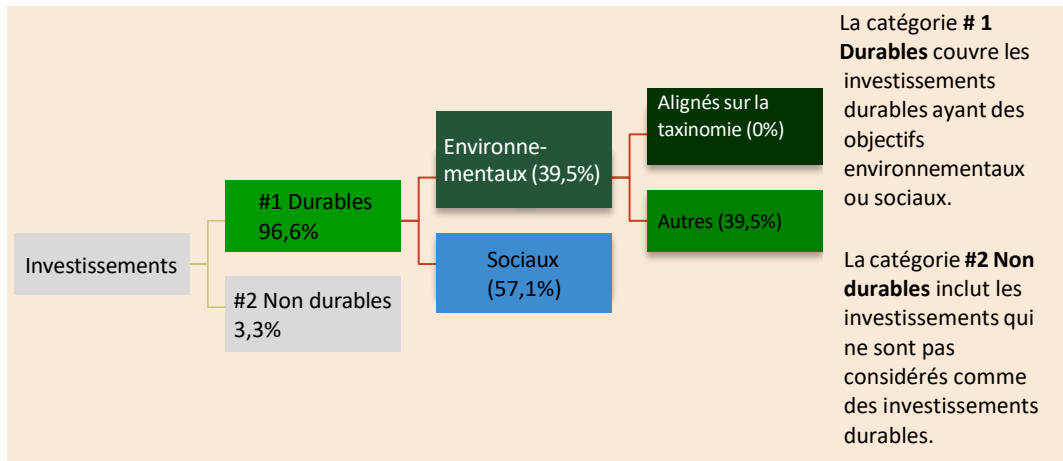 Investissements
#1 Durables
96,6%
#2 Non durables
3,3%
Environne-
mentaux (39,5%)
Sociaux
(57,1%)
Alignés sur la
taxinomie (0%)
Autres (39,5%)
La catégorie # 1
Durables couvre les
investissements
durables ayant des
objectifs
environnementaux
ou sociaux.
La catégorie #2 Non
durables inclut les
investissements qui
ne sont pas
considérés comme
des investissements
durables.